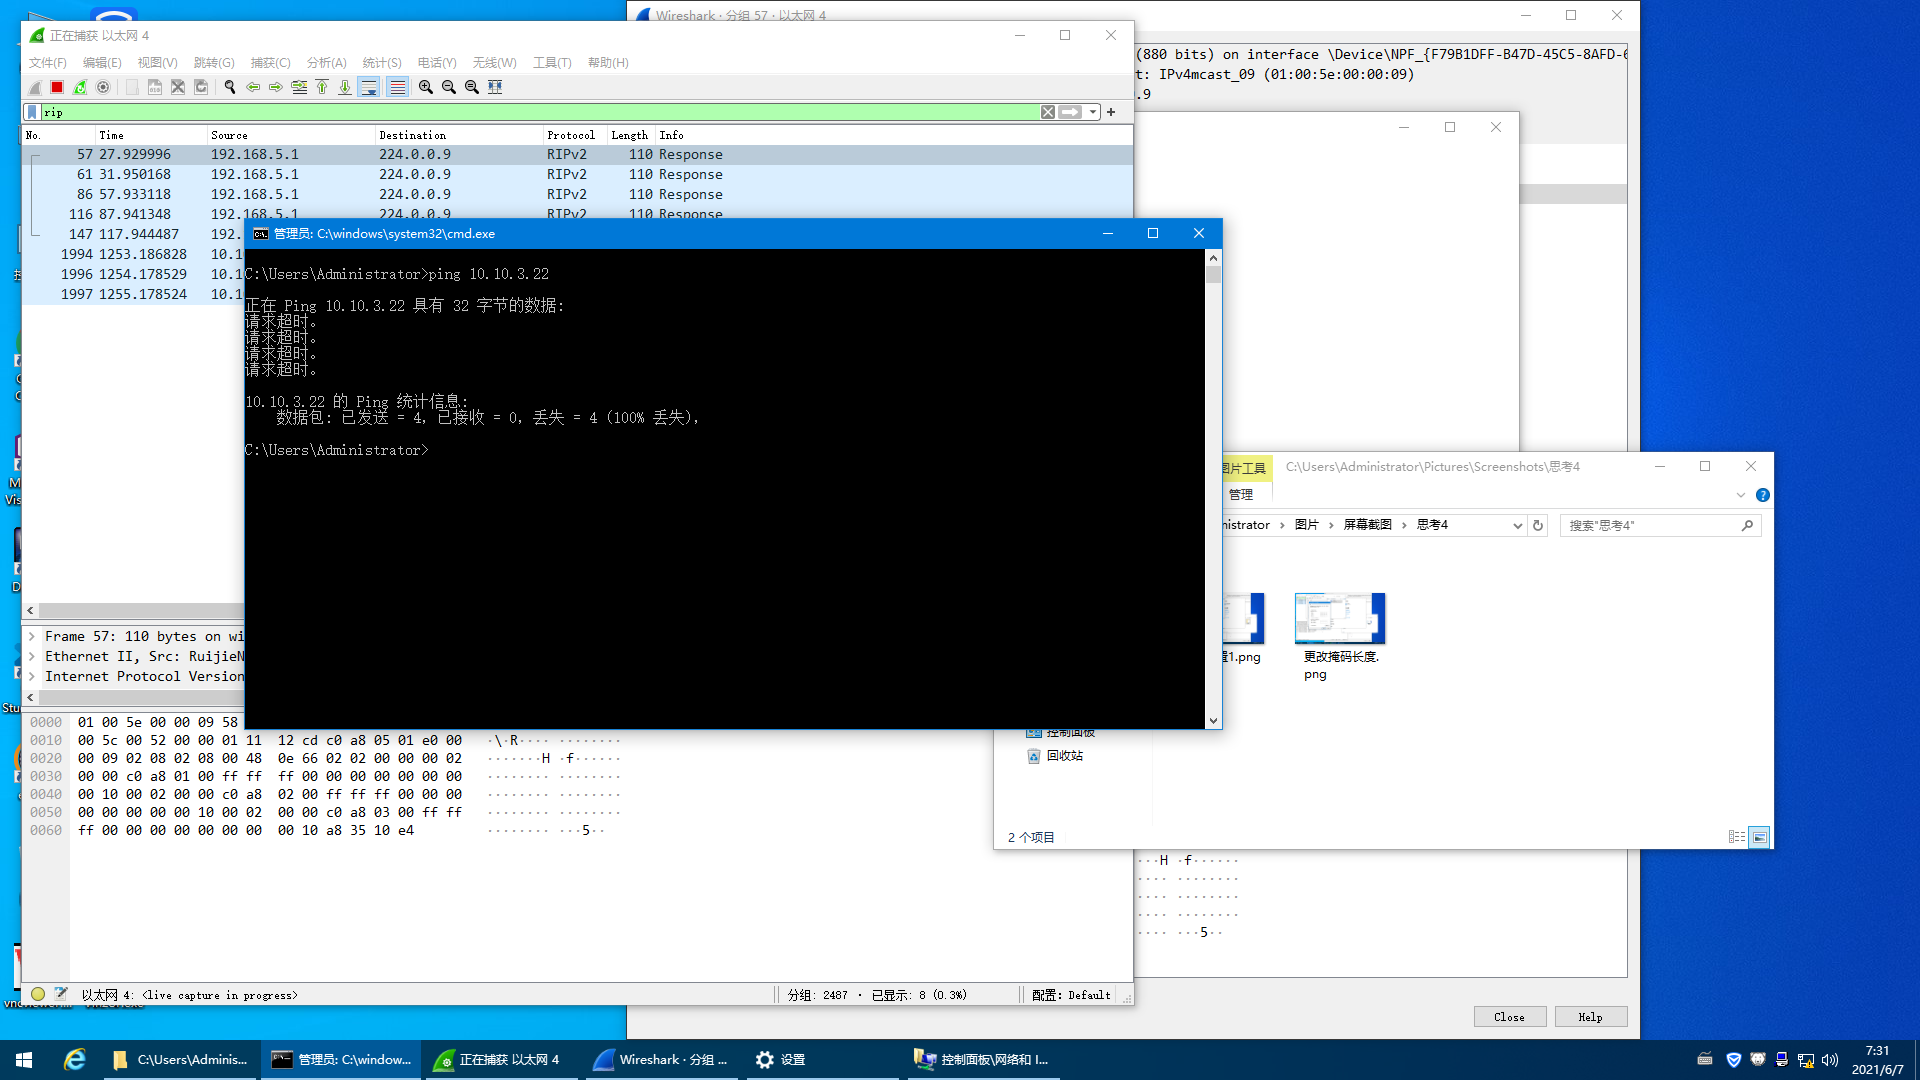 Wireshark · 分组 57 · 以太网 4
正在捕获 以太网 4
文件(F) 编辑(E) 视图(V) 跳转(G) 捕获(C) 分析(A) 统计(S) 电话(Y) 无线(W) 工具(T) 帮助(H)
(880 bits) on interface \Device\NPF_{F79B1DFF-B47D-45C5-8AFD-6
t: IPv4mcast_09 (01:00:5e:00:00:09)
.9
rip
No. Time Source Destination Protocol Length Info
57 27.929996 192.168.5.1 224.0.0.9 RIPv2 110 Response
61 31.950168 192.168.5.1 224.0.0.9 RIPv2 110 Response
86 57.933118 192.168.5.1 224.0.0.9 RIPv2 110 Response
116 87.941348 192.168.5.1 224.0.0.9 RIPv2 110 Response
147 117.944487 192.
1994 1253.186828 10.1
1996 1254.178529 10.1
1997 1255.178524 10.1
管理员: C:\windows\system32\cmd.exe
C:\Users\Administrator>ping 10.10.3.22
正在 Ping 10.10.3.22 具有 32 字节的数据:
请求超时。
请求超时。
请求超时。
请求超时。
10.10.3.22 的 Ping 统计信息:
数据包: 已发送 = 4, 已接收 = 0, 丢失 = 4 (100% 丢失),
C:\Users\Administrator>
图片工具 C:\Users\Administrator\Pictures\Screenshots\思考4
管理
nistrator › 图片 › 屏幕截图 › 思考4
搜索"思考4"
置1.png
更改掩码长度.
png
控制面板
回收站
2 个项目
Frame 57: 110 bytes on wi
Ethernet II, Src: RuijieN
Internet Protocol Version
0000 01 00 5e 00 00 09 58
0010 00 5c 00 52 00 00 01 11 12 cd c0 a8 05 01 e0 00 ·\·R···· ········
0020 00 09 02 08 02 08 00 48 0e 66 02 02 00 00 00 02 ·······H ·f······
0030 00 00 c0 a8 01 00 ff ff ff 00 00 00 00 00 00 00 ········ ········
0040 00 10 00 02 00 00 c0 a8 02 00 ff ff ff 00 00 00 ········ ········
0050 00 00 00 00 00 10 00 02 00 00 c0 a8 03 00 ff ff ········ ········
0060 ff 00 00 00 00 00 00 00 00 10 a8 35 10 e4 ········ ···5··
···H ·f······
···· ········
···· ········
···· ········
···· ···5··
以太网 4: <live capture in progress> 分组: 2487 · 已显示: 8 (0.3%) 配置: Default
Close Help
C:\Users\Adminis... 管理员: C:\window... 正在捕获 以太网 4 Wireshark · 分组 ... 设置 控制面板\网络和 I...
7:31
2021/6/7